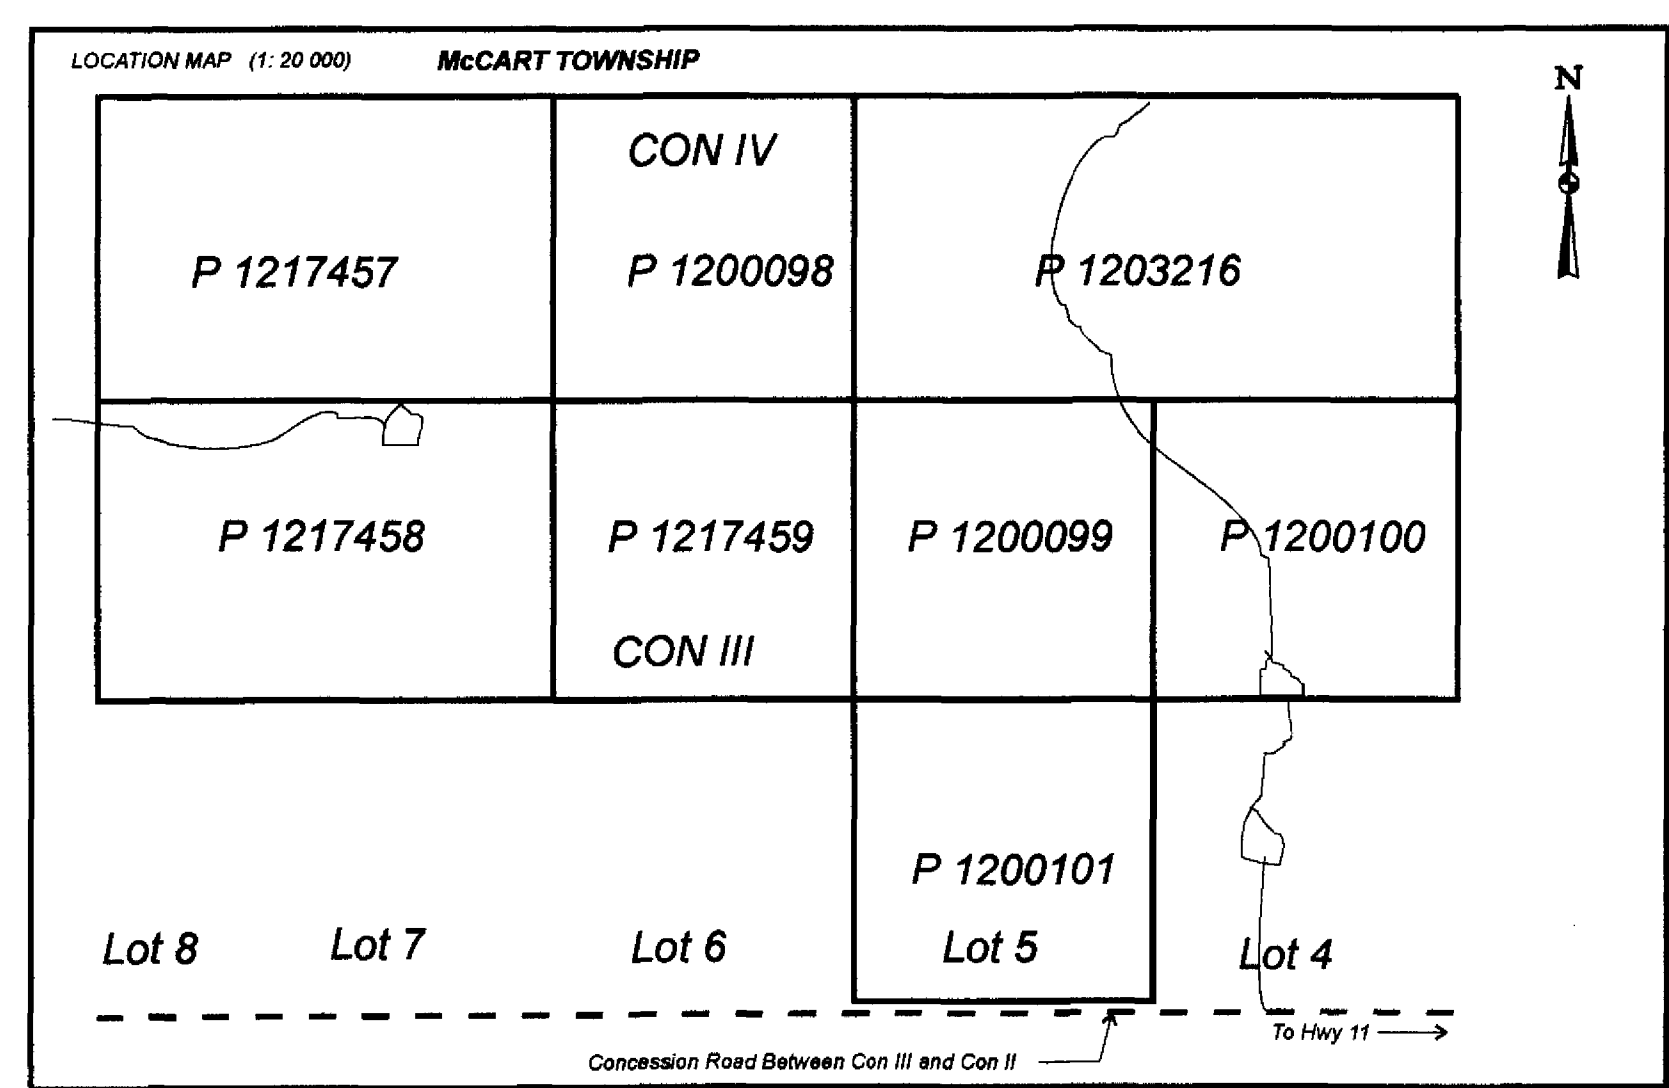 LOCATION MAP (1: 20 000) McCART TOWNSHIP
N
CON IV
P 1217457 P 1200098 P 1203216
P 1217458 P 1217459 P 1200099 P 1200100
CON III
P 1200101
Lot 8 Lot 7 Lot 6 Lot 5 Lot 4
To Hwy 11
Concession Road Between Con III and Con II